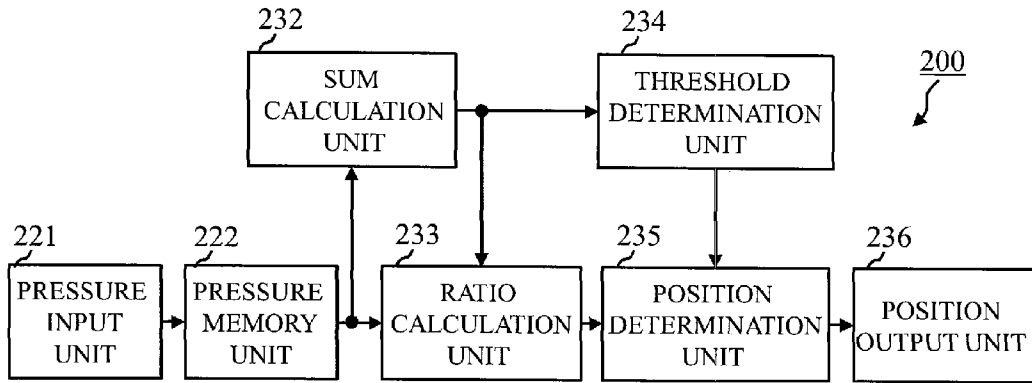 232
SUM
CALCULATION
UNIT
234
THRESHOLD
DETERMINATION
UNIT
200
221
PRESSURE
INPUT
UNIT
222
PRESSURE
MEMORY
UNIT
233
RATIO
CALCULATION
UNIT
235
POSITION
DETERMINATION
UNIT
236
POSITION
OUTPUT UNIT